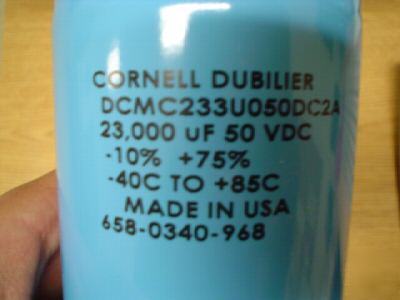 CORNELL DUBILIER
DCMC233U050DC2A
23,000 uF 50 VDC
-10% +75%
-40C TO +85C
MADE IN USA
658-0340-968